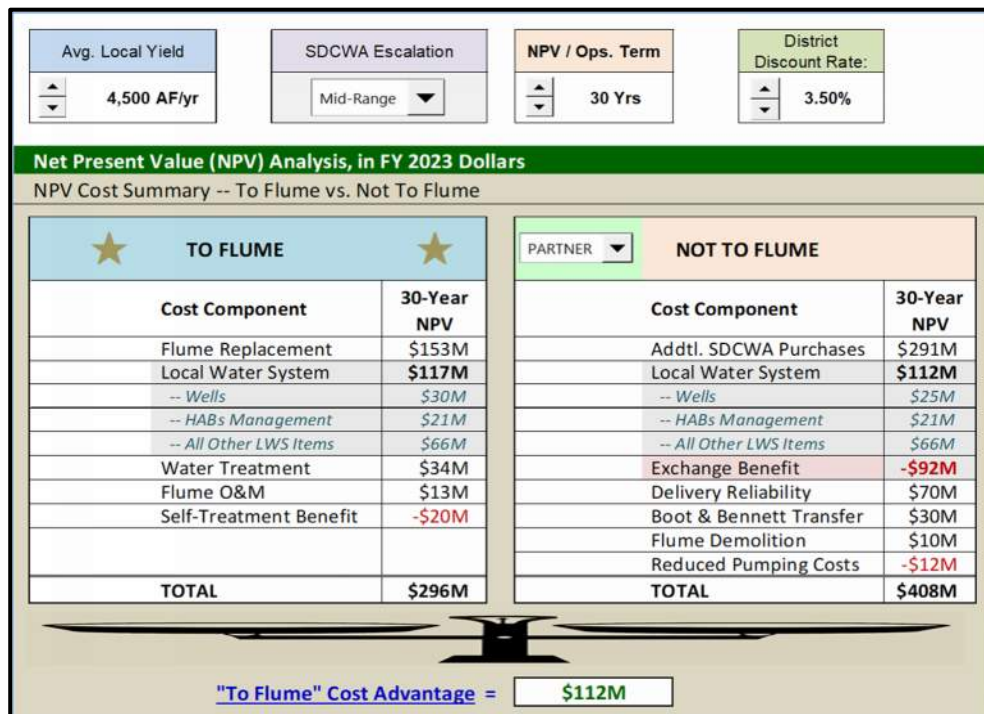 Avg. Local Yield
4,500 AF/yr
SDCWA Escalation
Mid-Range
NPV / Ops. Term
30 Yrs
District
Discount Rate:
3.50%
Net Present Value (NPV) Analysis, in FY 2023 Dollars
NPV Cost Summary -- To Flume vs. Not To Flume
TO FLUME
Cost Component 30-Year NPV
Flume Replacement $153M
Local Water System $117M
-- Wells $30M
-- HABs Management $21M
-- All Other LWS Items $66M
Water Treatment $34M
Flume O&M $13M
Self-Treatment Benefit -$20M
TOTAL $296M
PARTNER NOT TO FLUME
Cost Component 30-Year NPV
Addtl. SDCWA Purchases $291M
Local Water System $112M
-- Wells $25M
-- HABs Management $21M
-- All Other LWS Items $66M
Exchange Benefit -$92M
Delivery Reliability $70M
Boot & Bennett Transfer $30M
Flume Demolition $10M
Reduced Pumping Costs -$12M
TOTAL $408M
"To Flume" Cost Advantage = $112M